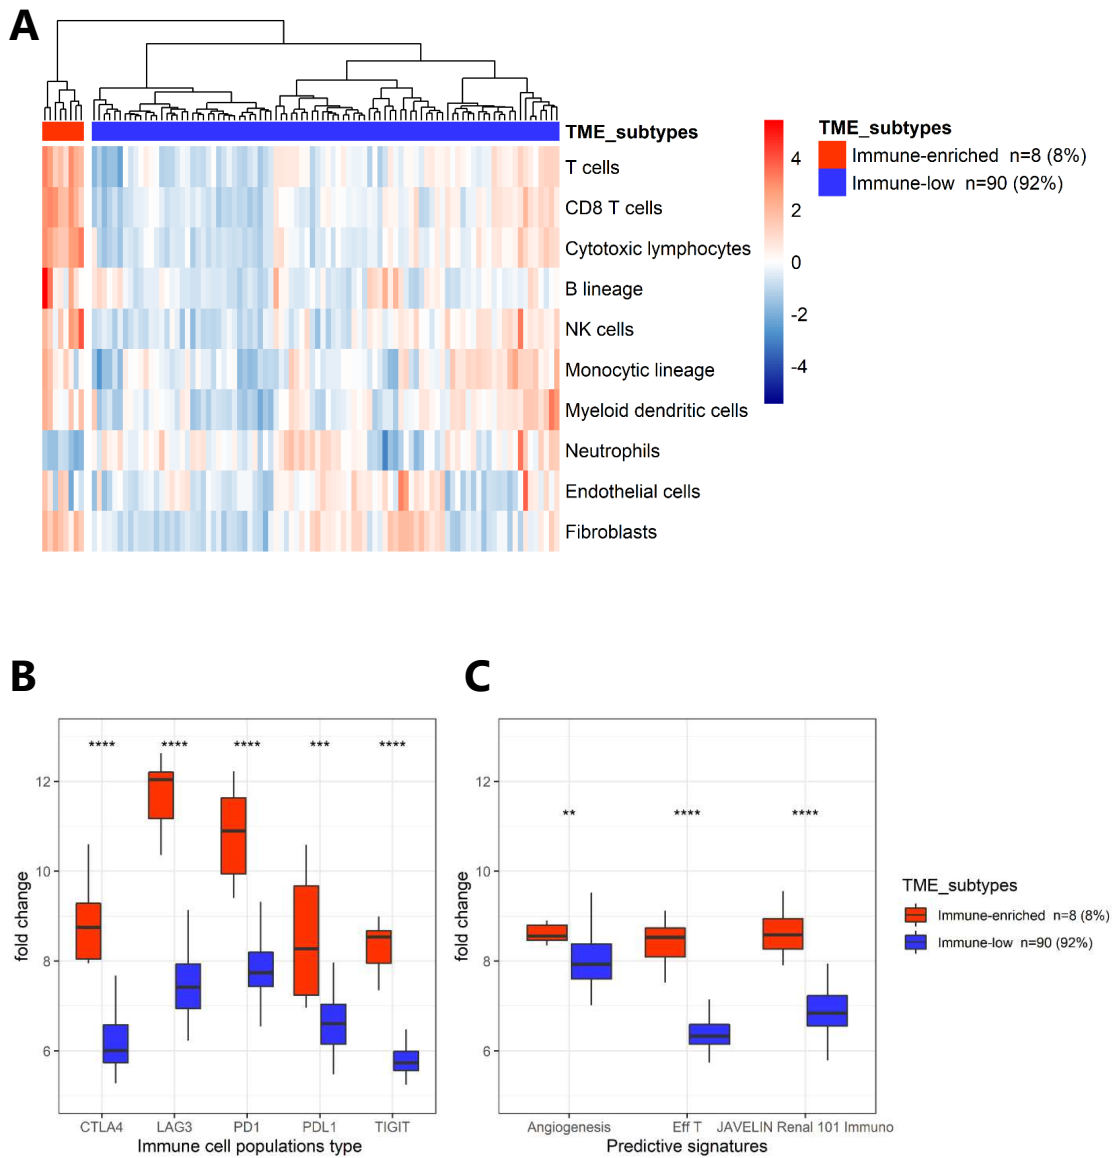 A
TME_subtypes
T cells
CD8 T cells
Cytotoxic lymphocytes
B lineage
NK cells
Monocytic lineage
Myeloid dendritic cells
Neutrophils
Endothelial cells
Fibroblasts
4
2
0
-2
-4
TME_subtypes
Immune-enriched n=8 (8%)
Immune-low n=90 (92%)
B
fold change
12
10
8
6
**** **** **** *** ****
CTLA4 LAG3 PD1 PDL1 TIGIT
Immune cell populations type
C
fold change
12
10
8
6
** **** ****
Angiogenesis Eff T JAVELIN Renal 101 Immuno
Predictive signatures
TME_subtypes
Immune-enriched n=8 (8%)
Immune-low n=90 (92%)